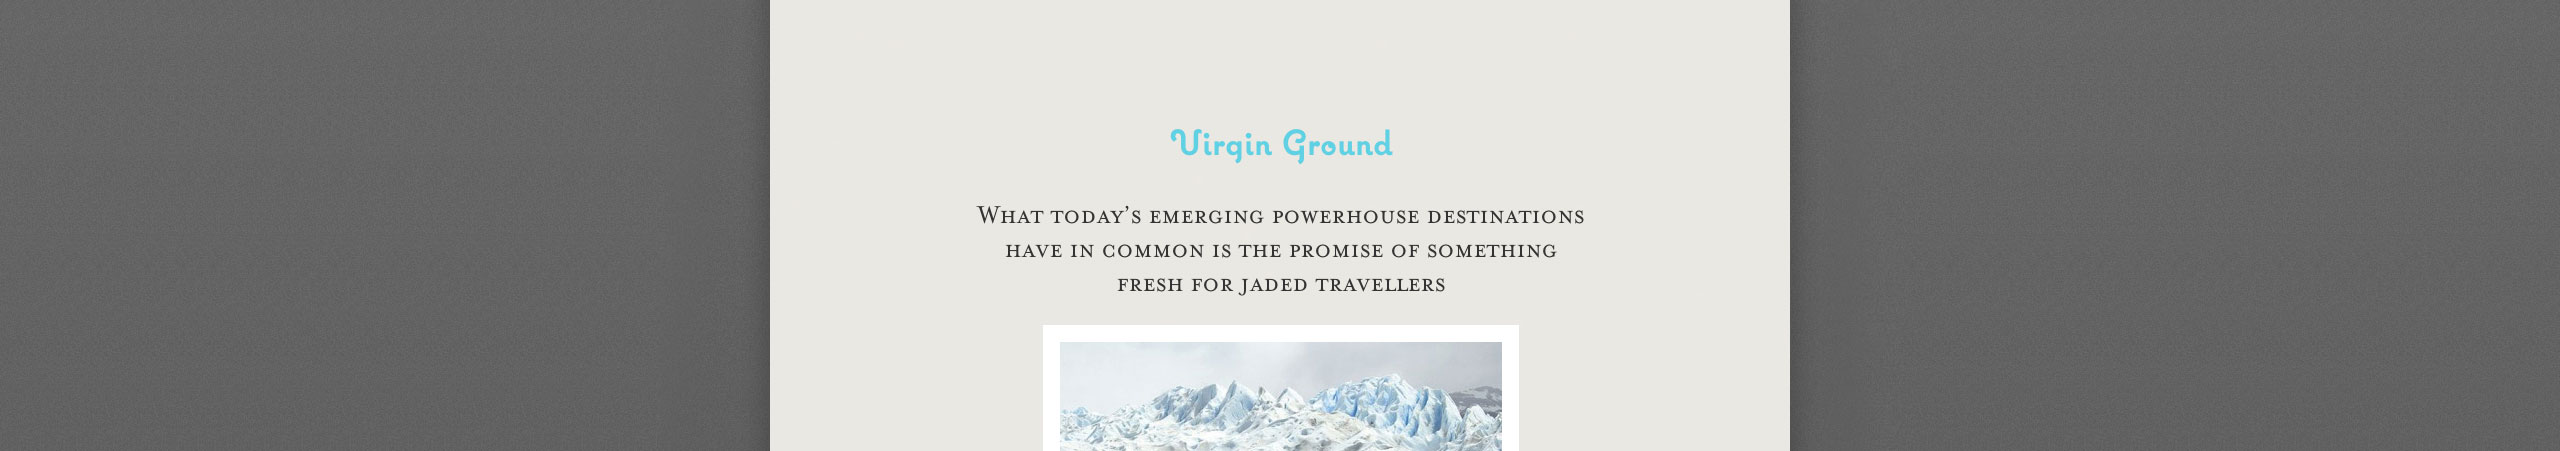 Virgin Ground
What today’s emerging powerhouse destinations
have in common is the promise of something
fresh for jaded travellers